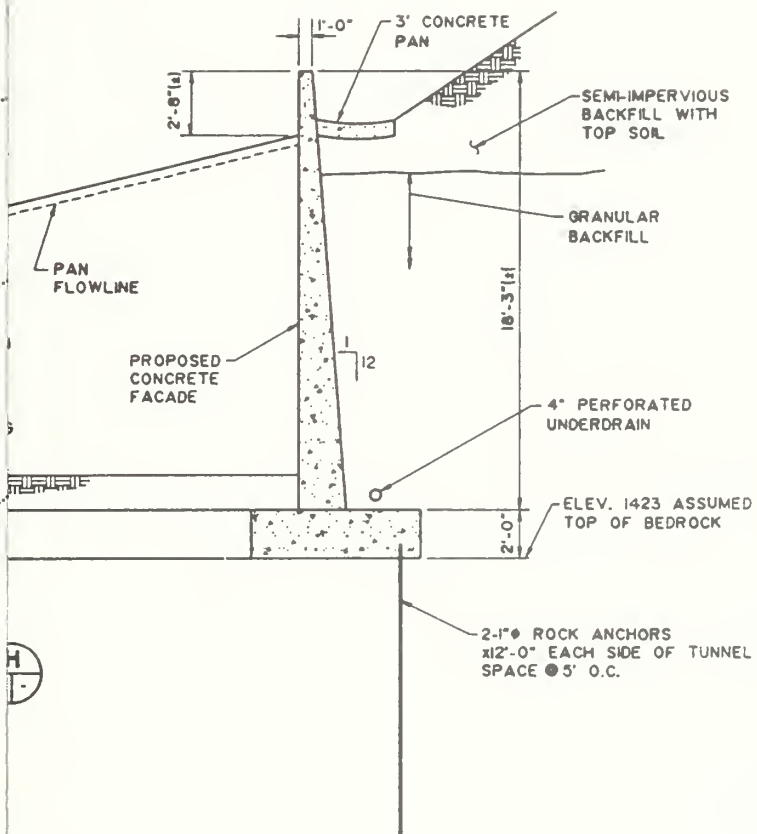 1'-0"
3' CONCRETE
PAN
2'-8"(±)
SEMI-IMPERVIOUS
BACKFILL WITH
TOP SOIL
GRANULAR
BACKFILL
PAN
FLOWLINE
18'-3"(±)
PROPOSED
CONCRETE
FACADE
1
12
4" PERFORATED
UNDERDRAIN
ELEV. 1423 ASSUMED
TOP OF BEDROCK
2'-0"
2-1"Φ ROCK ANCHORS
x12'-0" EACH SIDE OF TUNNEL
SPACE @ 5' O.C.
H
-